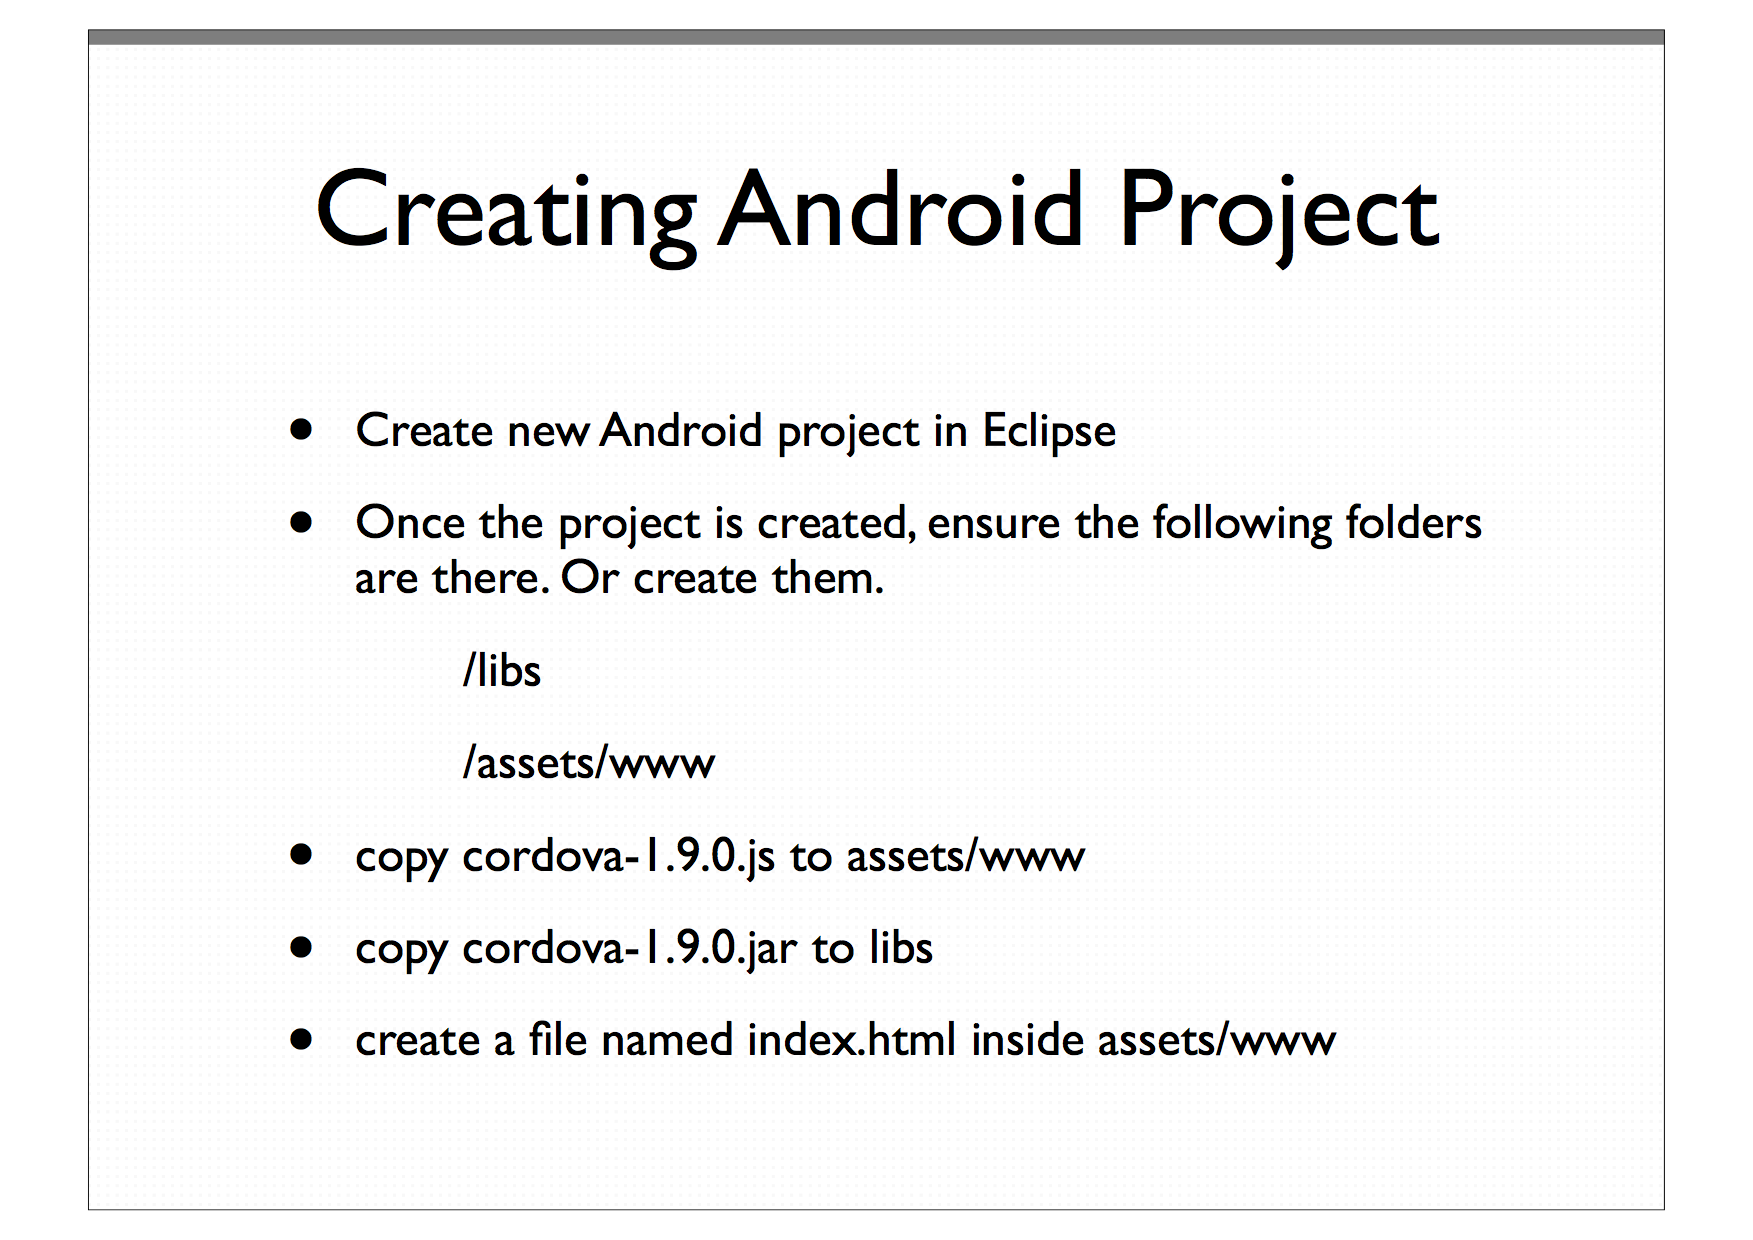 Creating Android Project
• Create new Android project in Eclipse
• Once the project is created, ensure the following folders
are there. Or create them.
/libs
/assets/www
• copy cordova-1.9.0.js to assets/www
• copy cordova-1.9.0.jar to libs
• create a file named index.html inside assets/www